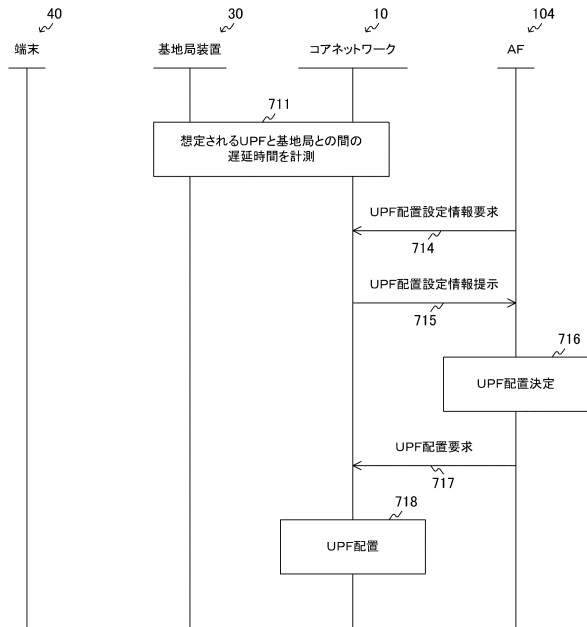 40
30
10
104
端末
基地局装置
コアネットワーク
AF
711
想定されるUPFと基地局との間の
遅延時間を計測
UPF配置設定情報要求
714
UPF配置設定情報提示
715
716
UPF配置決定
UPF配置要求
717
718
UPF配置